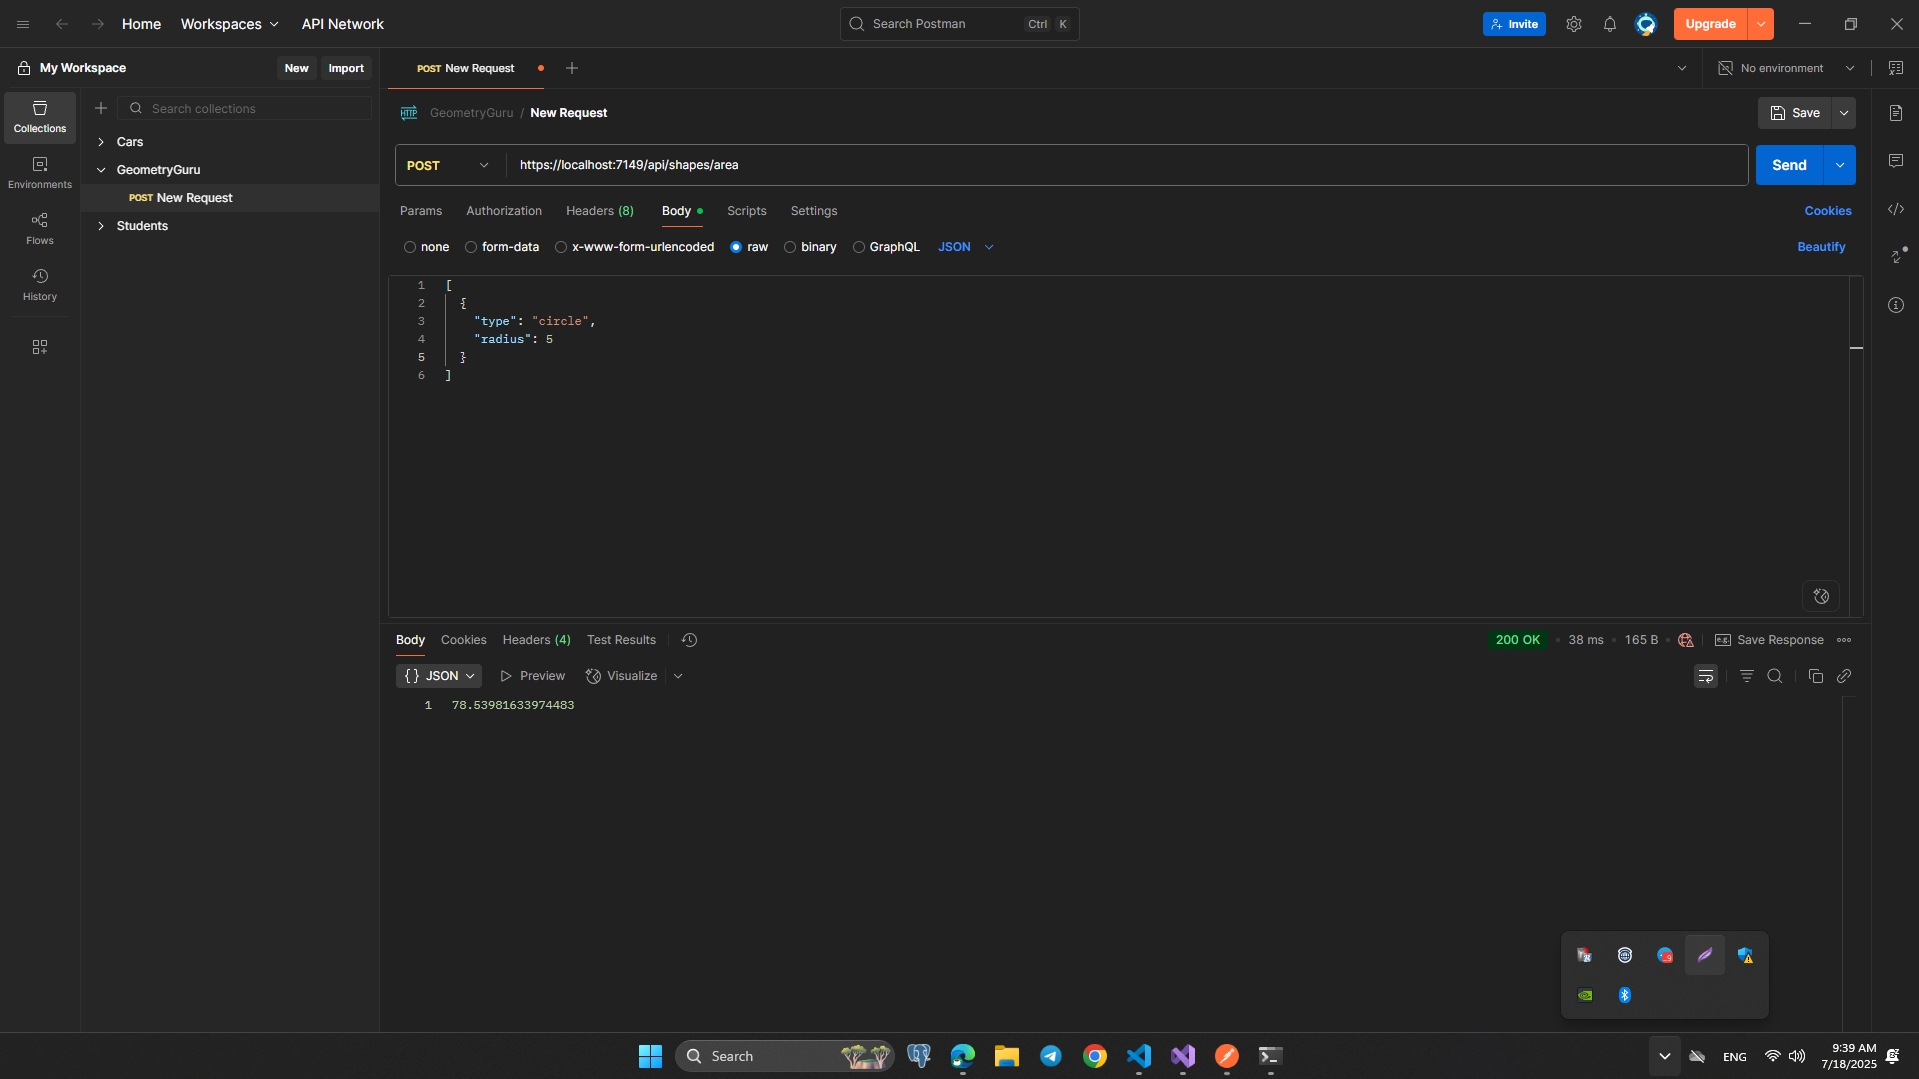 Home Workspaces API Network Search Postman Ctrl K Invite Upgrade
My Workspace New Import POST New Request No environment
Search collections
GeometryGuru / New Request Save
Collections
Cars
Environments
GeometryGuru
POST https://localhost:7149/api/shapes/area Send
POST New Request
Flows
Students
Params Authorization Headers (8) Body Scripts Settings Cookies
none form-data x-www-form-urlencoded raw binary GraphQL JSON Beautify
History
1 [
2 {
3 "type": "circle",
4 "radius": 5
5 }
6 ]
Body Cookies Headers (4) Test Results 200 OK 38 ms 165 B e.g. Save Response
{} JSON Preview Visualize
1 78.53981633974483
Search ENG 9:39 AM
7/18/2025